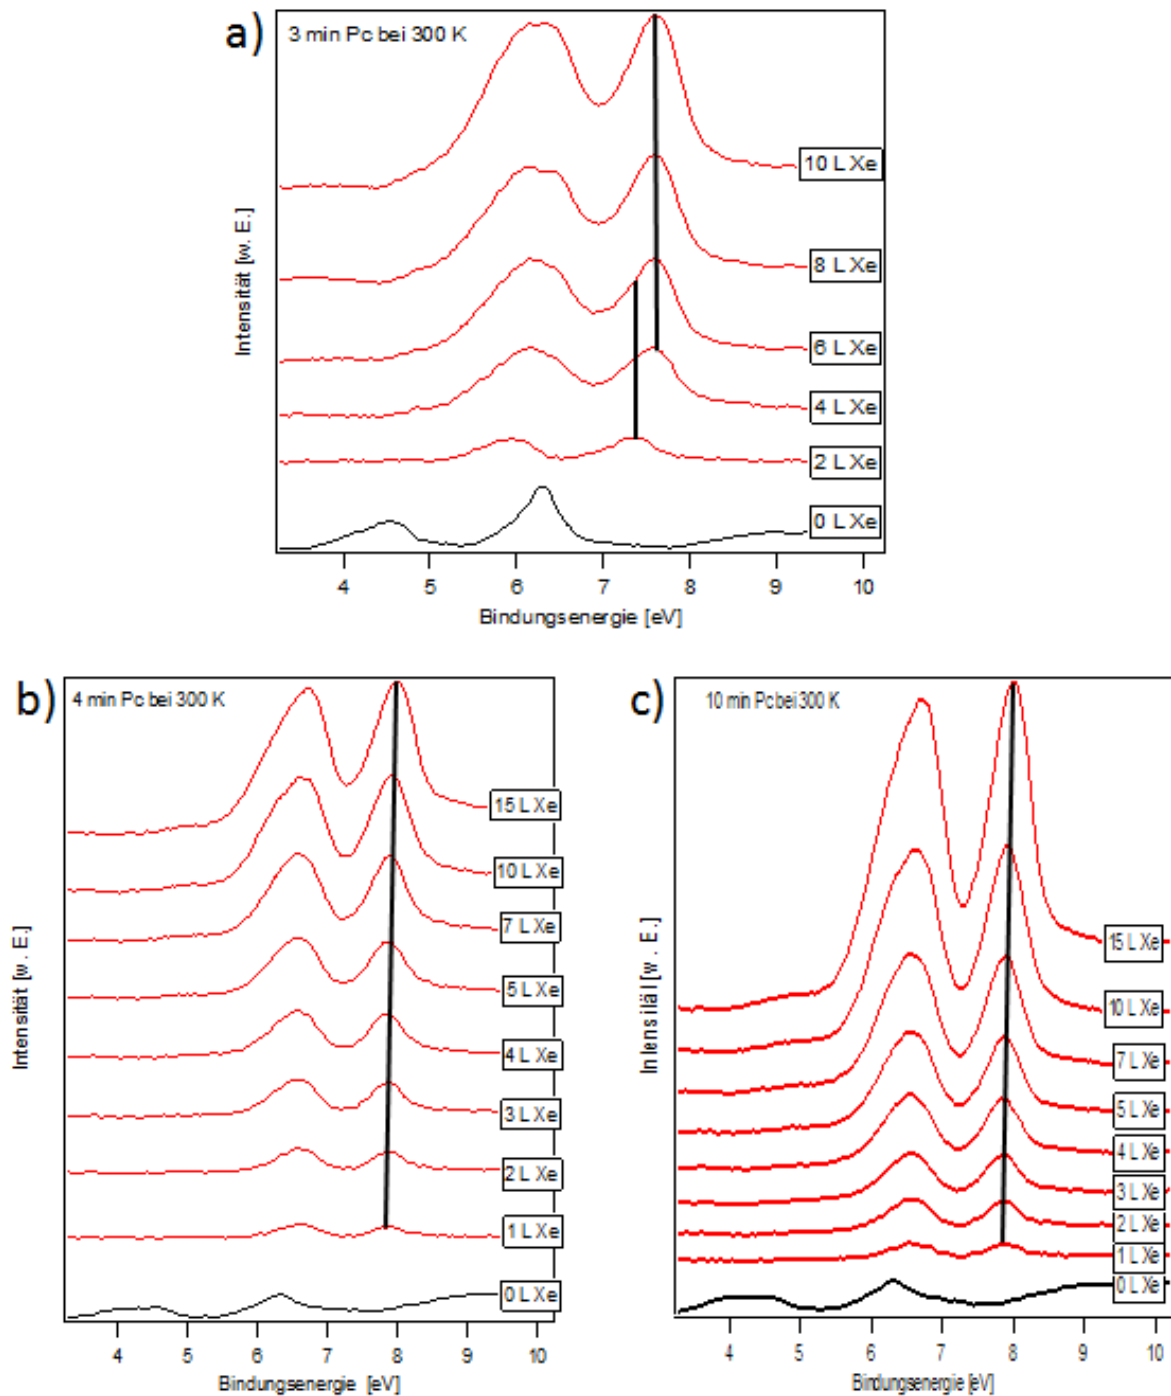 a) 3 min Pc bei 300 K
10 L Xe
8 L Xe
6 L Xe
4 L Xe
2 L Xe
0 L Xe
Intensität [w. E.]
4 5 6 7 8 9 10
Bindungsenergie [eV]
b) 4 min Pc bei 300 K
15 L Xe
10 L Xe
7 L Xe
5 L Xe
4 L Xe
3 L Xe
2 L Xe
1 L Xe
0 L Xe
Intensität [w. E.]
4 5 6 7 8 9 10
Bindungsenergie [eV]
c) 10 min Pc bei 300 K
15 L Xe
10 L Xe
7 L Xe
5 L Xe
4 L Xe
3 L Xe
2 L Xe
1 L Xe
0 L Xe
Intensität [w. E.]
4 5 6 7 8 9 10
Bindungsenergie [eV]